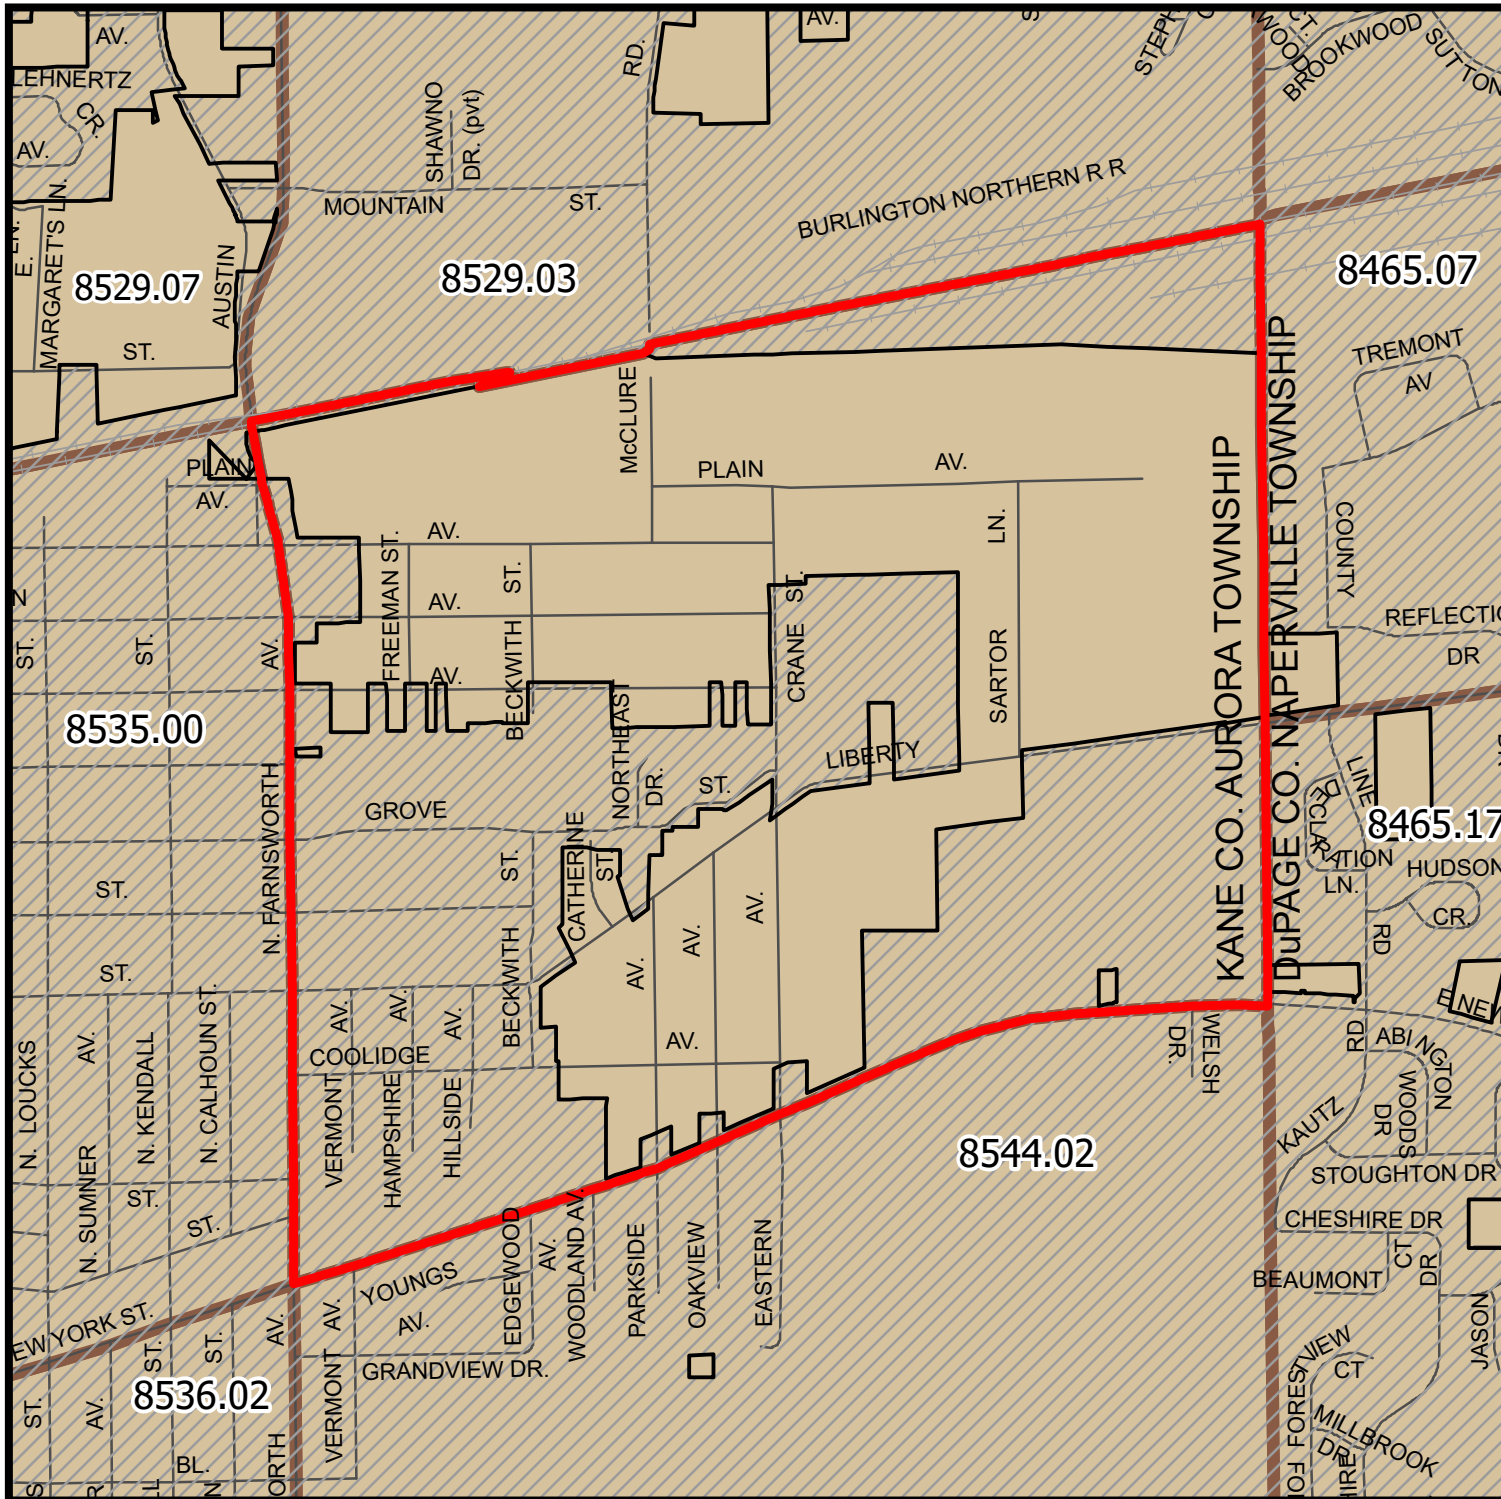 AV.
LEHNERTZ
CR.
AV.
MARGARET'S LN.
LN.
E.
8529.07
AUSTIN
ST.
SHAWNO
DR. (pvt)
MOUNTAIN ST.
RD.
AV.
8529.03
BURLINGTON NORTHERN R R
CT.
BROOKWOOD
SUTTON
WOOD
8465.07
TREMONT
AV
COUNTY
DR
KANE CO. AURORA TOWNSHIP
DuPAGE CO. NAPERVILLE TOWNSHIP
McCLURE
PLAIN AV.
PLAIN
AV.
AV.
FREEMAN ST.
AV.
AV.
BECKWITH ST.
CRANE ST.
SARTOR LN.
LIBERTY
ST.
NORTHEAST
DR.
GROVE
CATHERINE
ST.
BECKWITH ST.
8535.00
ST.
ST.
N. FARNSWORTH AV.
ST.
ST.
N. LOUCKS
N. SUMNER AV.
N. KENDALL
N. CALHOUN ST.
ST.
ST.
VERMONT AV.
HAMPSHIRE AV.
HILLSIDE AV.
COOLIDGE
AV.
AV.
AV.
AV.
WELSH
DR.
8544.02
8465.17
LINE
RD
DECLARATION
LN.
HUDSON
CR.
RD
ABINGTON
WOODS
DR
KAUTZ
STOUGHTON DR
CHESHIRE DR
CT
DR
BEAUMONT
JASON
FORESTVIEW
CT
MILLBROOK
DR
EW YORK ST.
8536.02
ST.
AV.
ST.
ST.
AV.
ORTH
BL.
VERMONT AV.
YOUNGS
AV.
GRANDVIEW DR.
EDGEWOOD
AV.
WOODLAND AV.
PARKSIDE
OAKVIEW
EASTERN